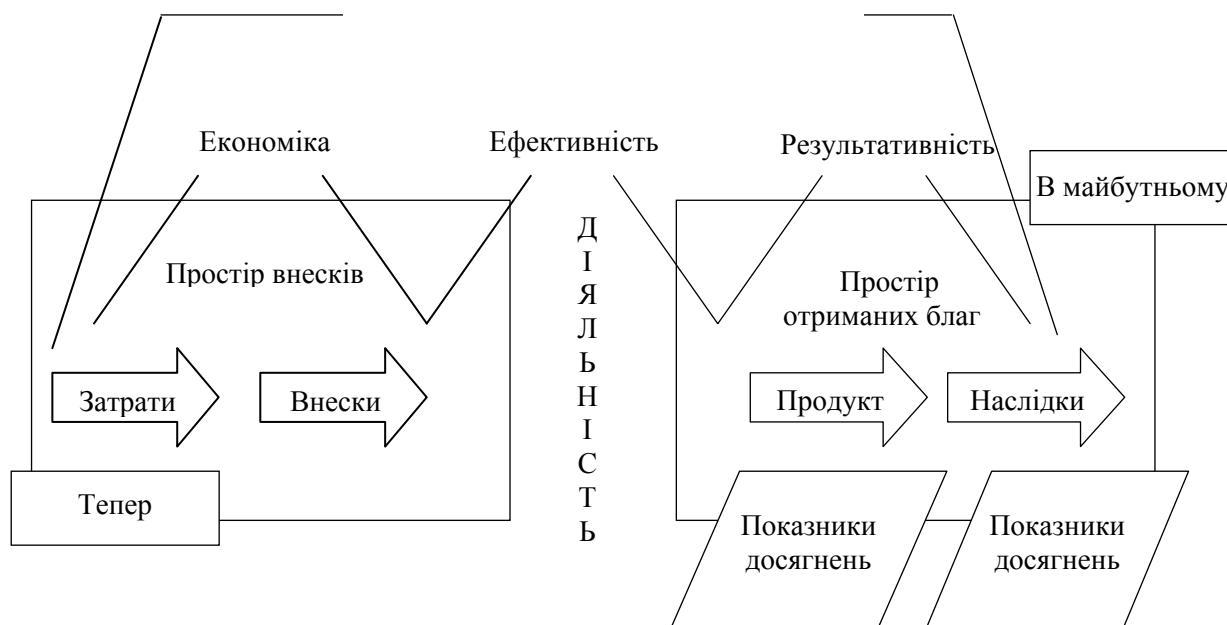 Економіка
Ефективність
Результативність
В майбутньому
Простір внесків
Простір
отриманих благ
Д
І
Я
Л
Ь
Н
І
С
Т
Ь
Затрати
Внески
Продукт
Наслідки
Тепер
Показники
досягнень
Показники
досягнень